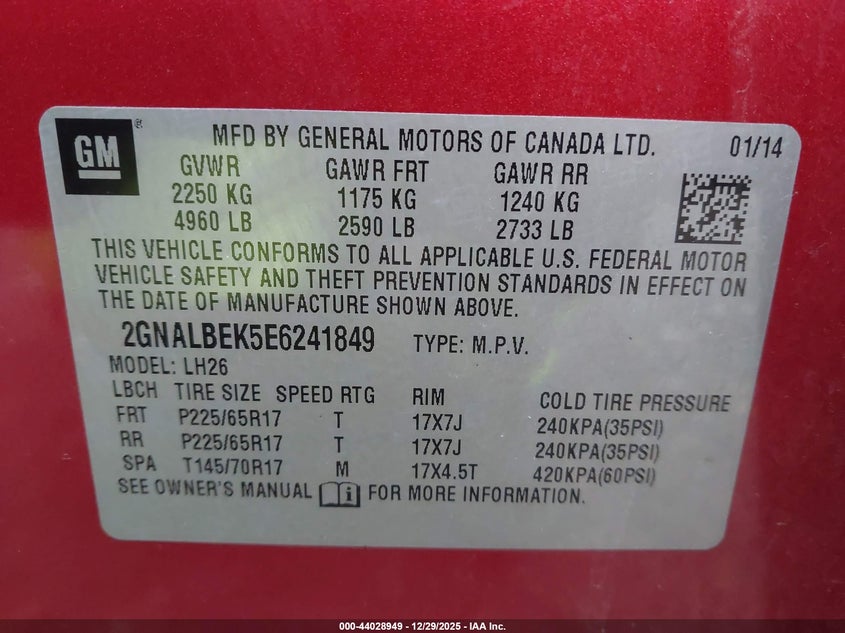 GM ®
MFD BY GENERAL MOTORS OF CANADA LTD. 01/14
GVWR GAWR FRT GAWR RR
2250 KG 1175 KG 1240 KG
4960 LB 2590 LB 2733 LB
THIS VEHICLE CONFORMS TO ALL APPLICABLE U.S. FEDERAL MOTOR
VEHICLE SAFETY AND THEFT PREVENTION STANDARDS IN EFFECT ON
THE DATE OF MANUFACTURE SHOWN ABOVE.
2GNALBEK5E6241849 TYPE: M.P.V.
MODEL: LH26
LBCH TIRE SIZE SPEED RTG RIM COLD TIRE PRESSURE
FRT P225/65R17 T 17X7J 240KPA(35PSI)
RR P225/65R17 T 17X7J 240KPA(35PSI)
SPA T145/70R17 M 17X4.5T 420KPA(60PSI)
SEE OWNER'S MANUAL i FOR MORE INFORMATION.
000-44028949 - 12/29/2025 - IAA Inc.